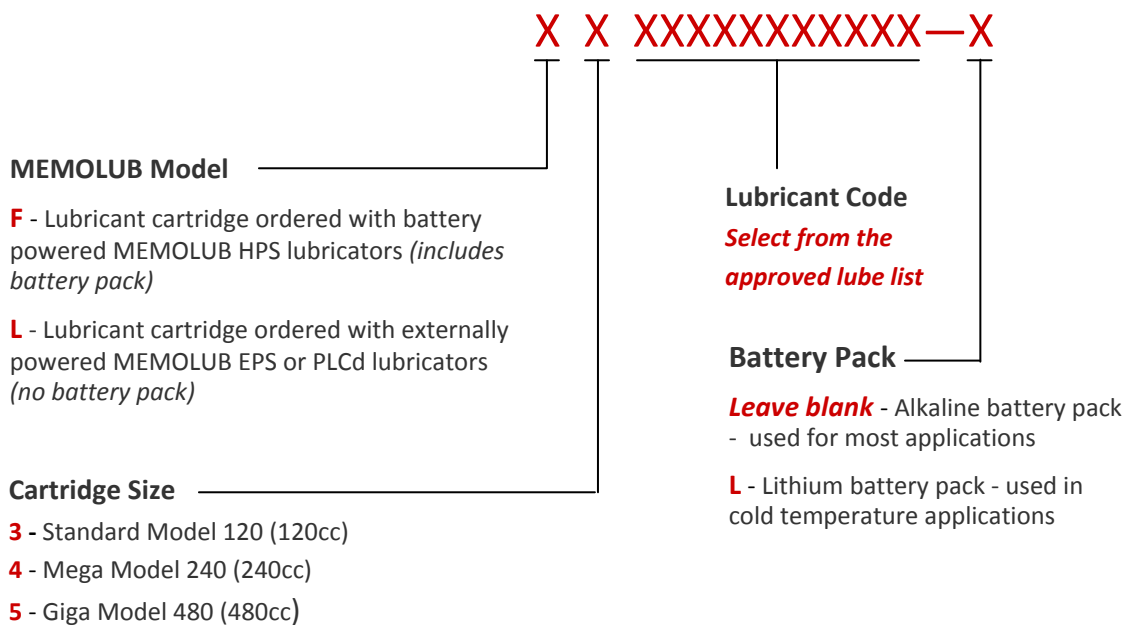 X X XXXXXXXXXXX—X
MEMOLUB Model
F - Lubricant cartridge ordered with battery
powered MEMOLUB HPS lubricators (includes
battery pack)
L - Lubricant cartridge ordered with externally
powered MEMOLUB EPS or PLCd lubricators
(no battery pack)
Cartridge Size
3 - Standard Model 120 (120cc)
4 - Mega Model 240 (240cc)
5 - Giga Model 480 (480cc)
Lubricant Code
Select from the
approved lube list
Battery Pack
Leave blank - Alkaline battery pack
- used for most applications
L - Lithium battery pack - used in
cold temperature applications